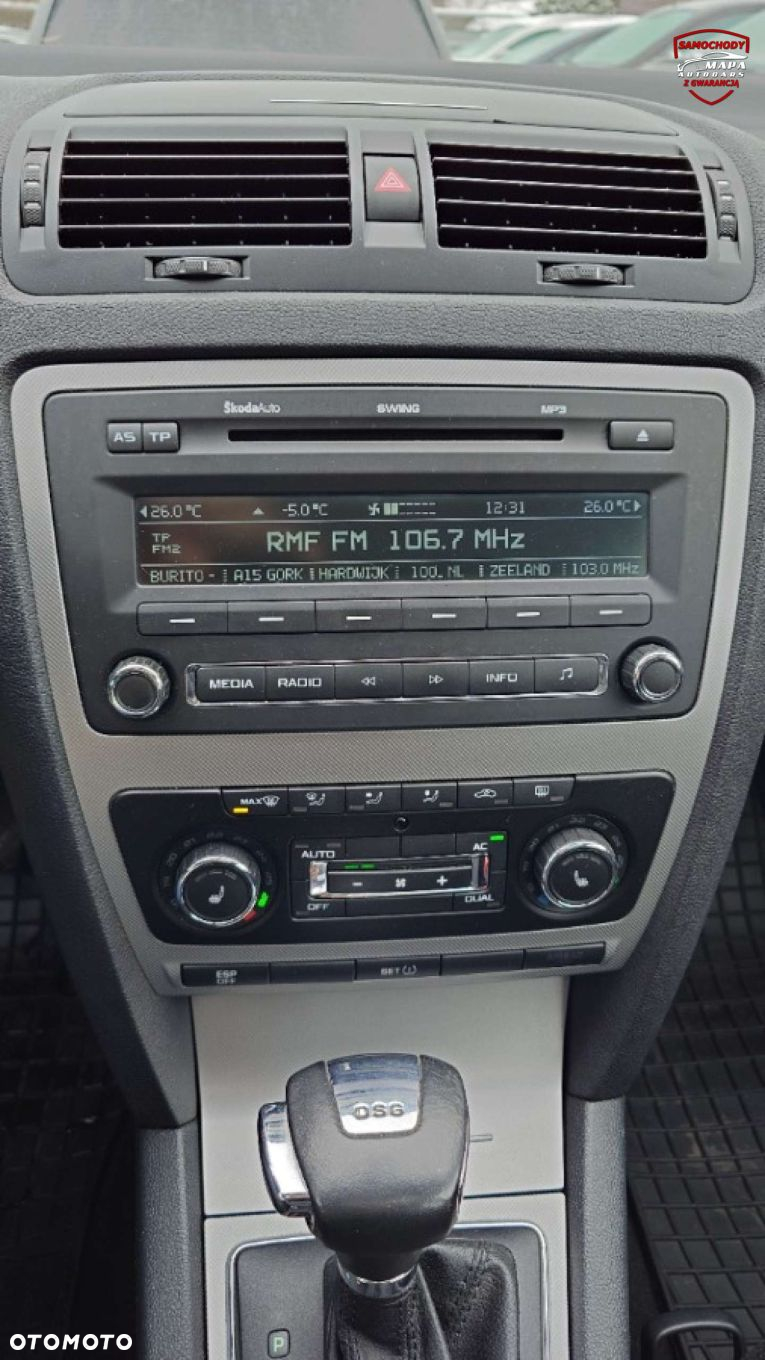 SAMOCHODY
MAPA
AUTOCARS
Z GWARANCJĄ
ŠkodaAuto SWING MP3
AS TP
26.0 °C -5.0 °C 12:31 26.0 °C
TP
FM2
RMF FM 106.7 MHz
BURITO - A15 GORK HARDWIJK 100_ NL ZEELAND 103.0 MHz
MEDIA RADIO INFO
MAX
AUTO AC
- +
OFF DUAL
ESP
OFF
SET
DSG
P
OTOMOTO